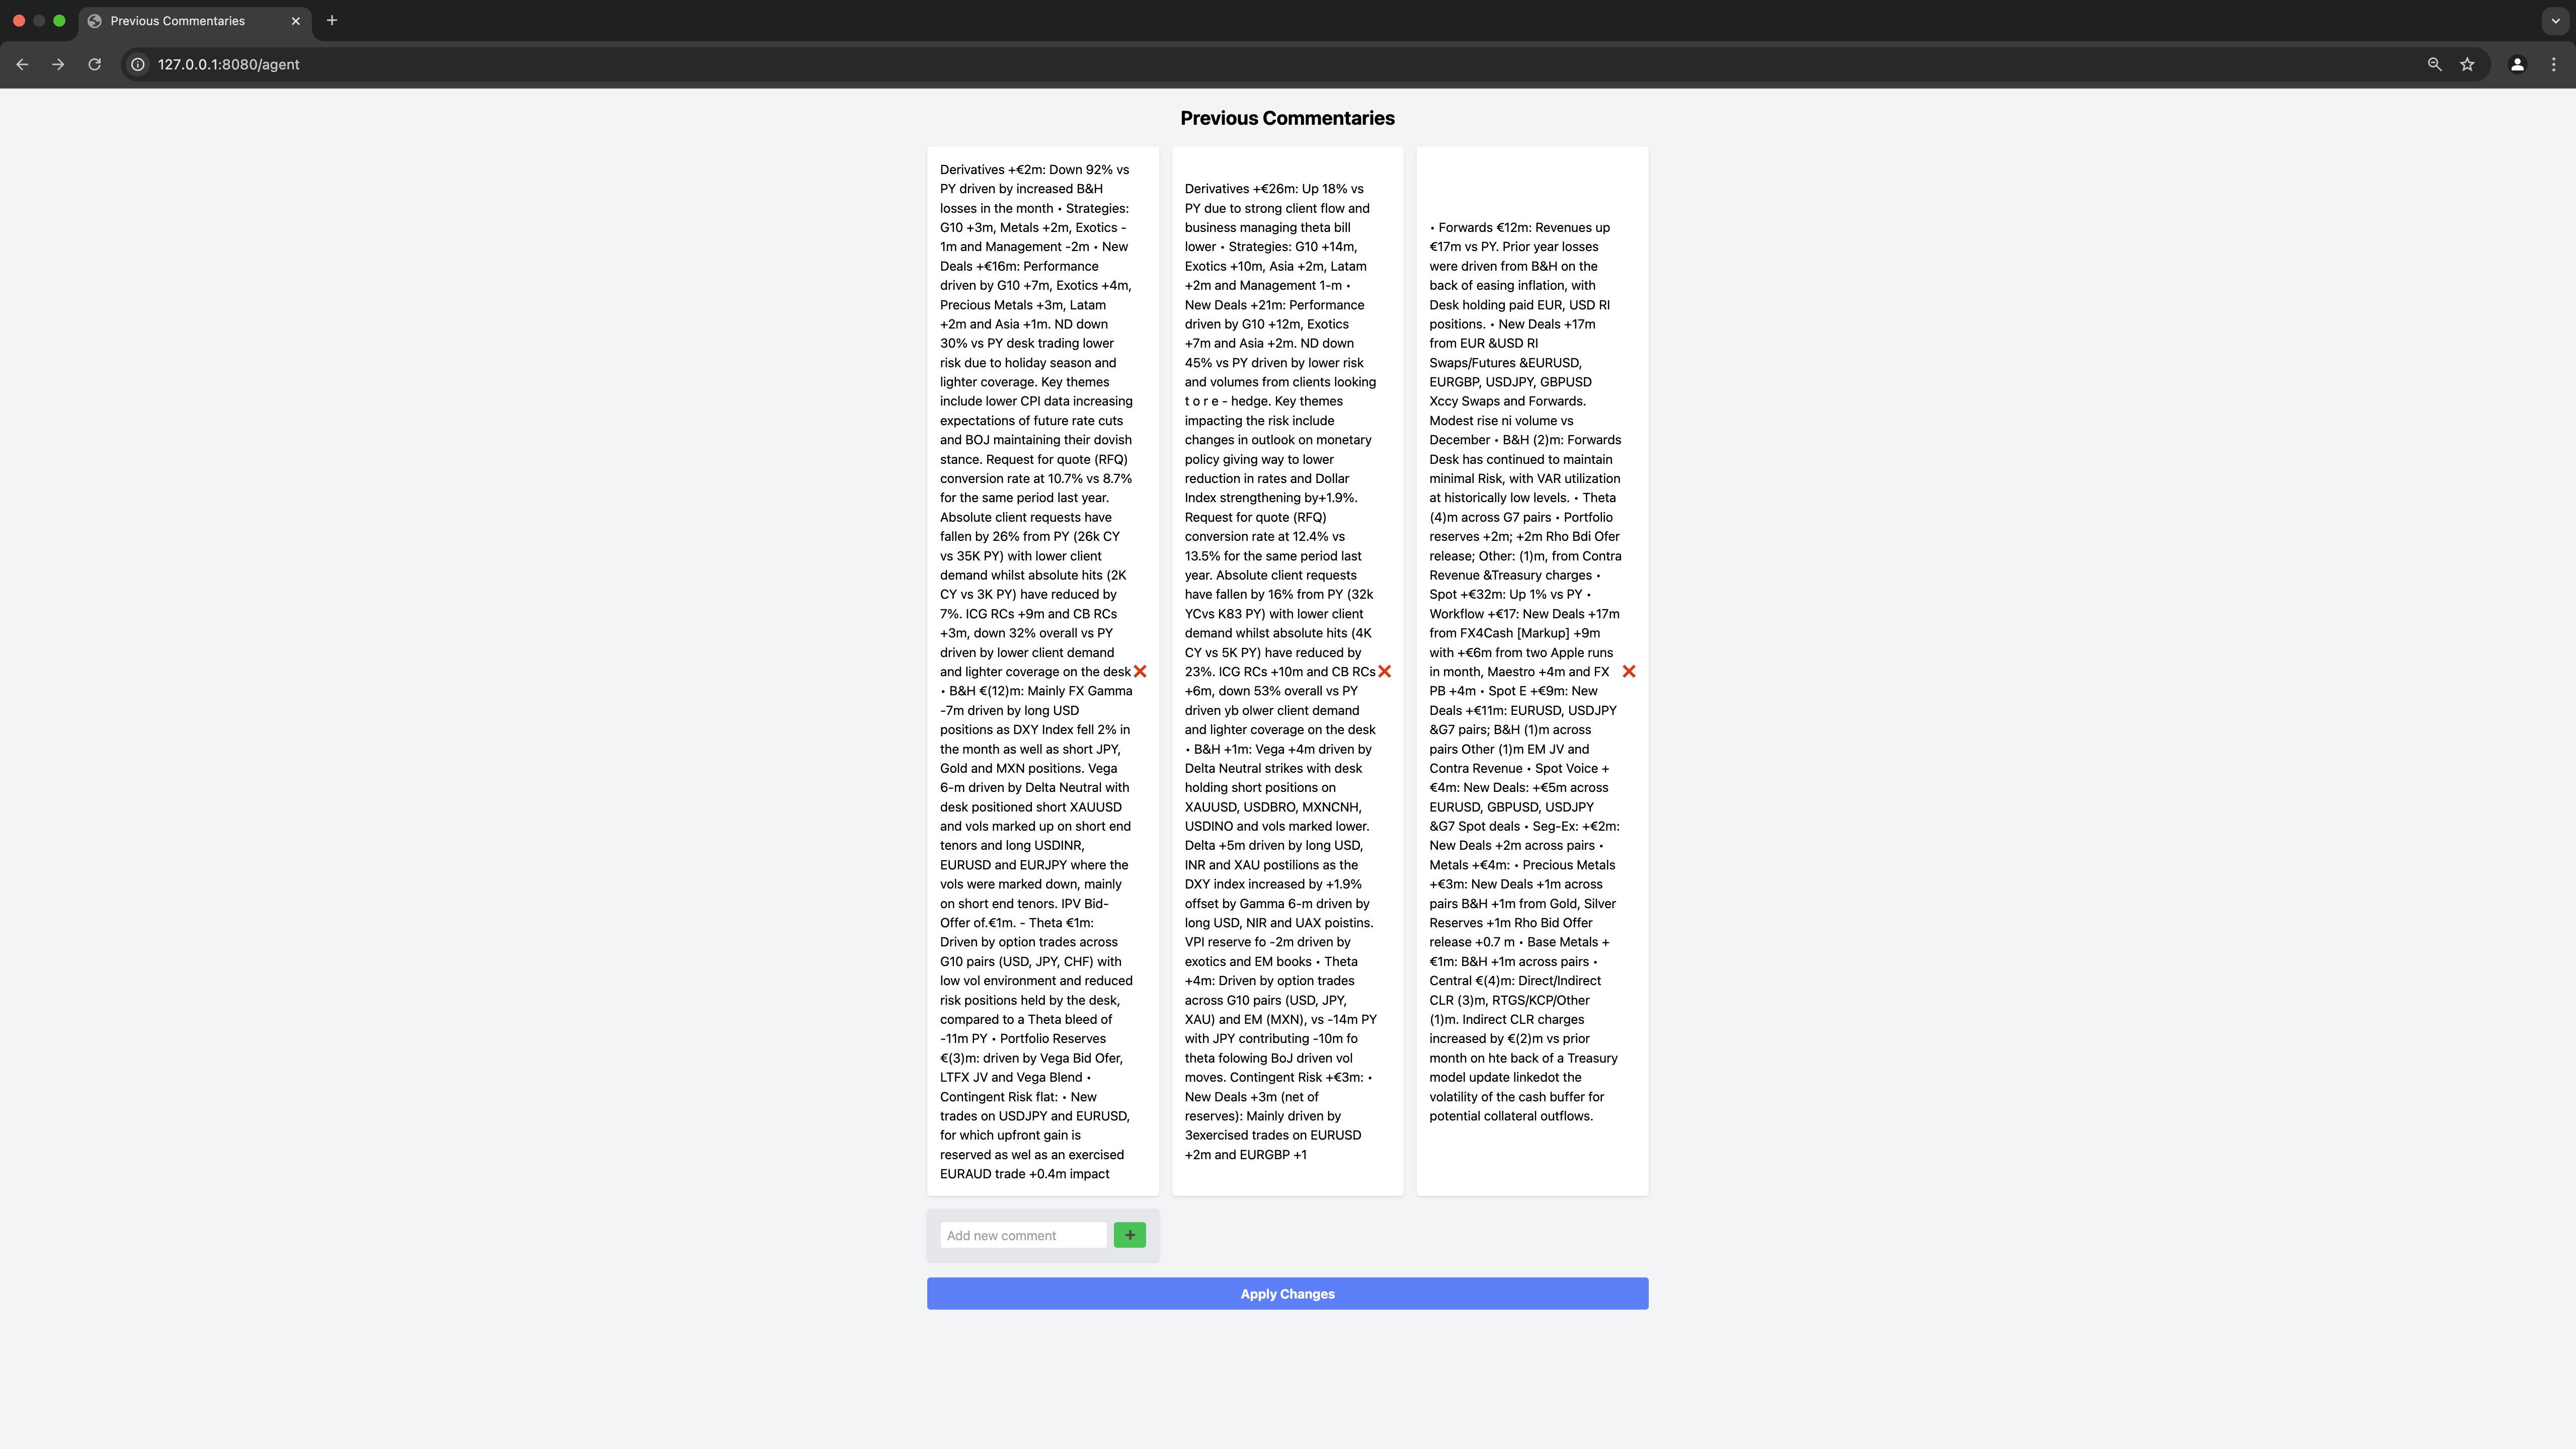 Previous Commentaries
127.0.0.1:8080/agent
Previous Commentaries
Derivatives +€2m: Down 92% vs
PY driven by increased B&H
losses in the month • Strategies:
G10 +3m, Metals +2m, Exotics -
1m and Management -2m • New
Deals +€16m: Performance
driven by G10 +7m, Exotics +4m,
Precious Metals +3m, Latam
+2m and Asia +1m. ND down
30% vs PY desk trading lower
risk due to holiday season and
lighter coverage. Key themes
include lower CPI data increasing
expectations of future rate cuts
and BOJ maintaining their dovish
stance. Request for quote (RFQ)
conversion rate at 10.7% vs 8.7%
for the same period last year.
Absolute client requests have
fallen by 26% from PY (26k CY
vs 35K PY) with lower client
demand whilst absolute hits (2K
CY vs 3K PY) have reduced by
7%. ICG RCs +9m and CB RCs
+3m, down 32% overall vs PY
driven by lower client demand
and lighter coverage on the desk
• B&H €(12)m: Mainly FX Gamma
-7m driven by long USD
positions as DXY Index fell 2% in
the month as well as short JPY,
Gold and MXN positions. Vega
6-m driven by Delta Neutral with
desk positioned short XAUUSD
and vols marked up on short end
tenors and long USDINR,
EURUSD and EURJPY where the
vols were marked down, mainly
on short end tenors. IPV Bid-
Offer of.€1m. - Theta €1m:
Driven by option trades across
G10 pairs (USD, JPY, CHF) with
low vol environment and reduced
risk positions held by the desk,
compared to a Theta bleed of
-11m PY • Portfolio Reserves
€(3)m: driven by Vega Bid Ofer,
LTFX JV and Vega Blend •
Contingent Risk flat: • New
trades on USDJPY and EURUSD,
for which upfront gain is
reserved as wel as an exercised
EURAUD trade +0.4m impact
Derivatives +€26m: Up 18% vs
PY due to strong client flow and
business managing theta bill
lower • Strategies: G10 +14m,
Exotics +10m, Asia +2m, Latam
+2m and Management 1-m •
New Deals +21m: Performance
driven by G10 +12m, Exotics
+7m and Asia +2m. ND down
45% vs PY driven by lower risk
and volumes from clients looking
t o r e - hedge. Key themes
impacting the risk include
changes in outlook on monetary
policy giving way to lower
reduction in rates and Dollar
Index strengthening by+1.9%.
Request for quote (RFQ)
conversion rate at 12.4% vs
13.5% for the same period last
year. Absolute client requests
have fallen by 16% from PY (32k
YCvs K83 PY) with lower client
demand whilst absolute hits (4K
CY vs 5K PY) have reduced by
23%. ICG RCs +10m and CB RCs
+6m, down 53% overall vs PY
driven yb olwer client demand
and lighter coverage on the desk
• B&H +1m: Vega +4m driven by
Delta Neutral strikes with desk
holding short positions on
XAUUSD, USDBRO, MXNCNH,
USDINO and vols marked lower.
Delta +5m driven by long USD,
INR and XAU postilions as the
DXY index increased by +1.9%
offset by Gamma 6-m driven by
long USD, NIR and UAX poistins.
VPI reserve fo -2m driven by
exotics and EM books • Theta
+4m: Driven by option trades
across G10 pairs (USD, JPY,
XAU) and EM (MXN), vs -14m PY
with JPY contributing -10m fo
theta folowing BoJ driven vol
moves. Contingent Risk +€3m: •
New Deals +3m (net of
reserves): Mainly driven by
3exercised trades on EURUSD
+2m and EURGBP +1
• Forwards €12m: Revenues up
€17m vs PY. Prior year losses
were driven from B&H on the
back of easing inflation, with
Desk holding paid EUR, USD RI
positions. • New Deals +17m
from EUR &USD RI
Swaps/Futures &EURUSD,
EURGBP, USDJPY, GBPUSD
Xccy Swaps and Forwards.
Modest rise ni volume vs
December • B&H (2)m: Forwards
Desk has continued to maintain
minimal Risk, with VAR utilization
at historically low levels. • Theta
(4)m across G7 pairs • Portfolio
reserves +2m; +2m Rho Bdi Ofer
release; Other: (1)m, from Contra
Revenue &Treasury charges •
Spot +€32m: Up 1% vs PY •
Workflow +€17: New Deals +17m
from FX4Cash [Markup] +9m
with +€6m from two Apple runs
in month, Maestro +4m and FX
PB +4m • Spot E +€9m: New
Deals +€11m: EURUSD, USDJPY
&G7 pairs; B&H (1)m across
pairs Other (1)m EM JV and
Contra Revenue • Spot Voice +
€4m: New Deals: +€5m across
EURUSD, GBPUSD, USDJPY
&G7 Spot deals • Seg-Ex: +€2m:
New Deals +2m across pairs •
Metals +€4m: • Precious Metals
+€3m: New Deals +1m across
pairs B&H +1m from Gold, Silver
Reserves +1m Rho Bid Offer
release +0.7 m • Base Metals +
€1m: B&H +1m across pairs •
Central €(4)m: Direct/Indirect
CLR (3)m, RTGS/KCP/Other
(1)m. Indirect CLR charges
increased by €(2)m vs prior
month on hte back of a Treasury
model update linkedot the
volatility of the cash buffer for
potential collateral outflows.
Add new comment
+
Apply Changes